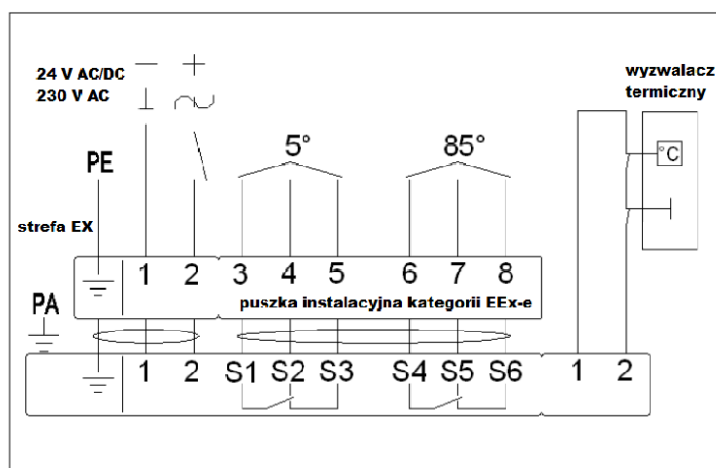 24 V AC/DC
230 V AC
wyzwalacz
termiczny
°C
5°
85°
PE
strefa EX
1 2 3 4 5 6 7 8
puszka instalacyjna kategorii EEx-e
PA
1 2 S1 S2 S3 S4 S5 S6 1 2